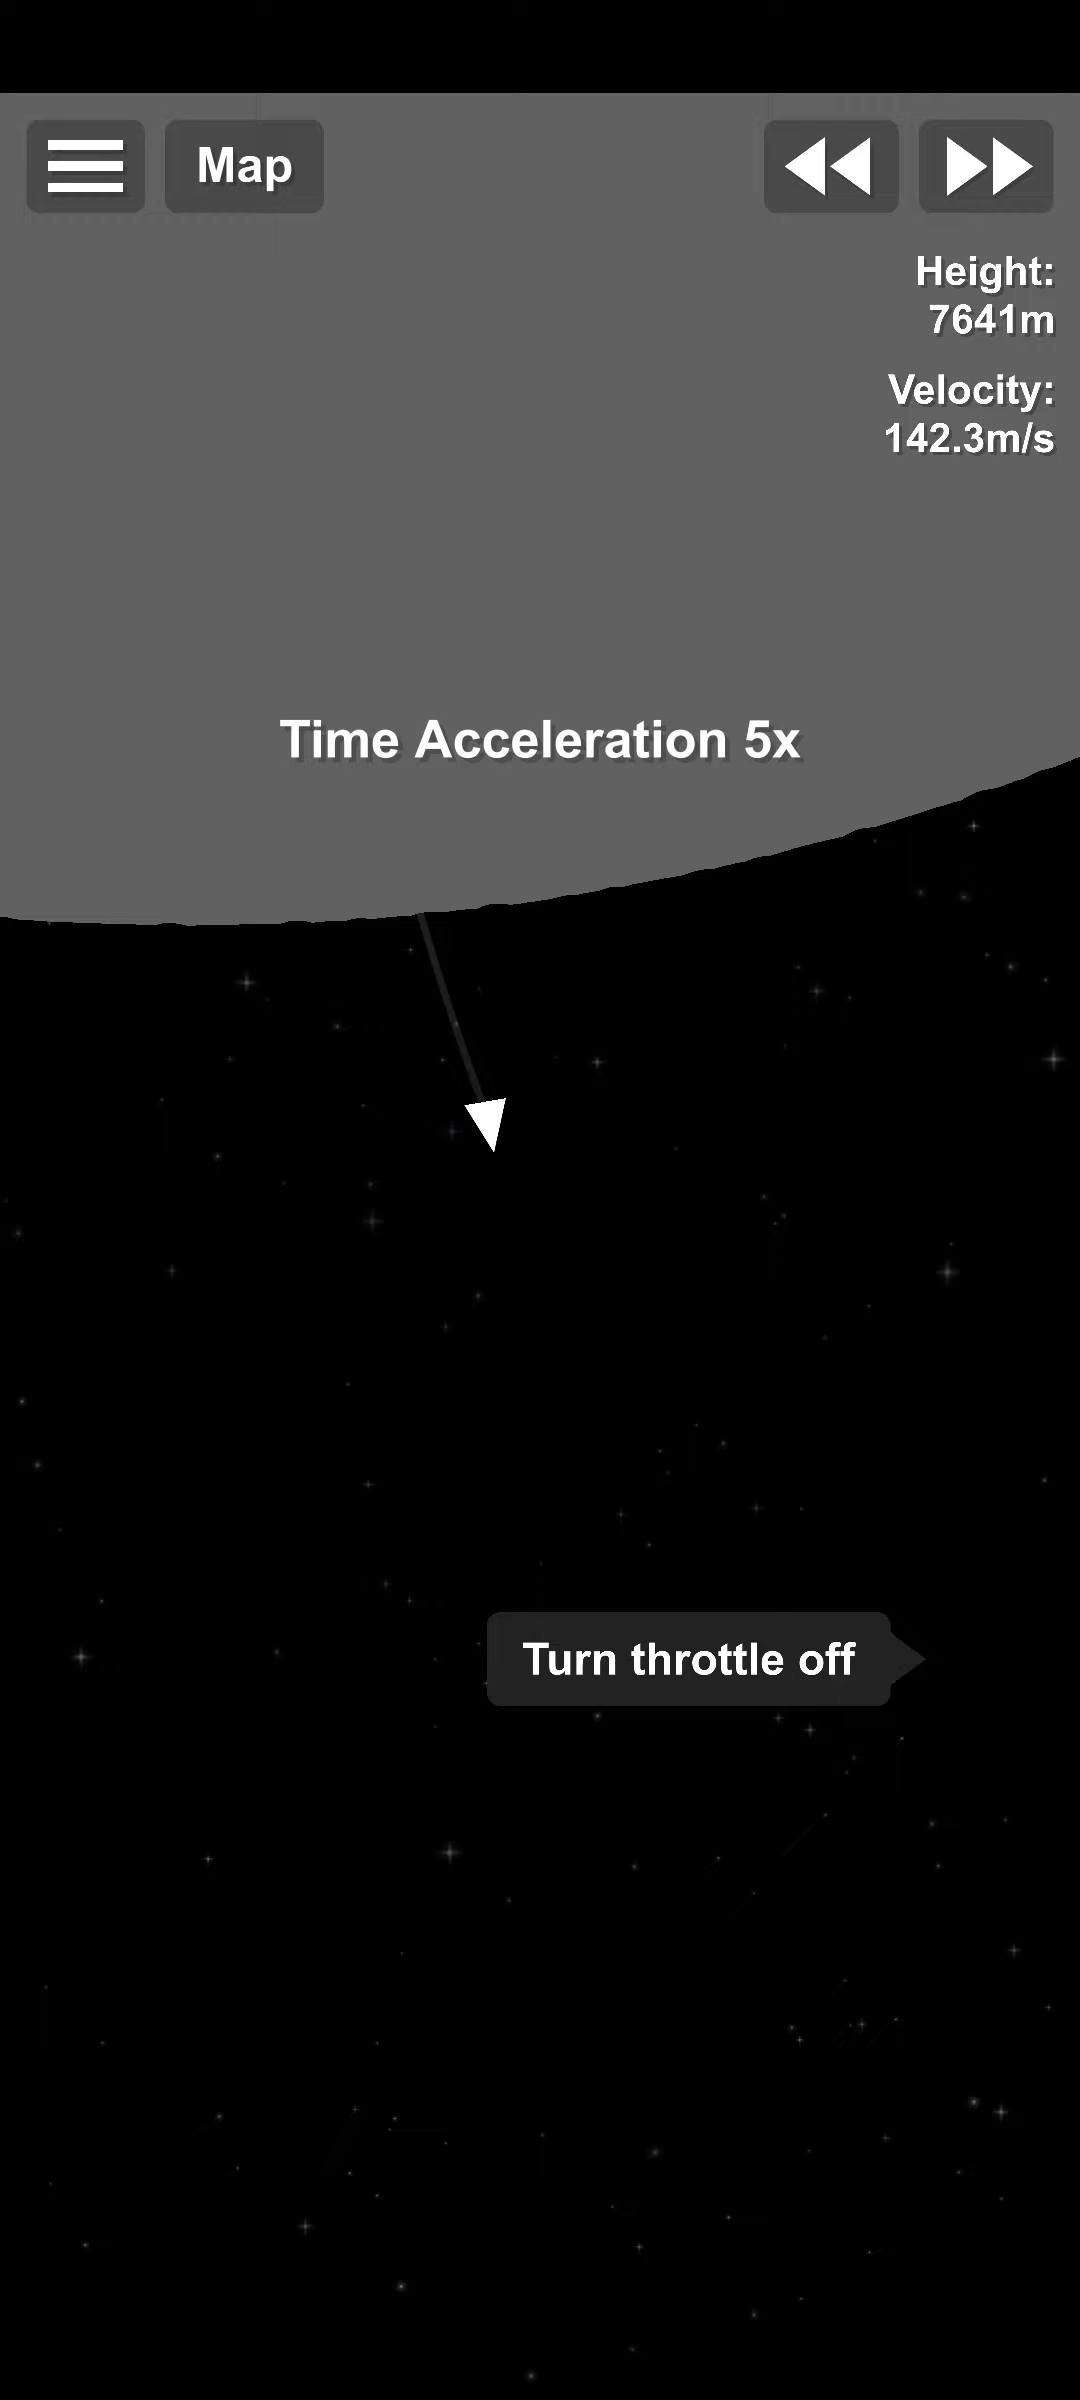 Map
Height:
7641m
Velocity:
142.3m/s
Time Acceleration 5x
Turn throttle off